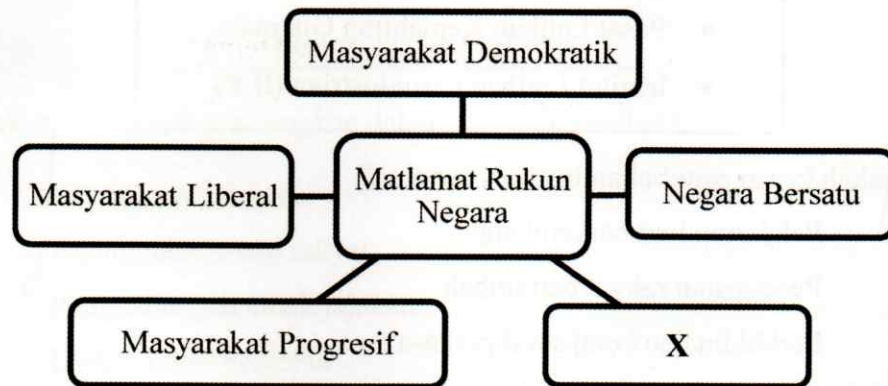 Masyarakat Demokratik
Masyarakat Liberal
Matlamat Rukun
Negara
Negara Bersatu
Masyarakat Progresif
X